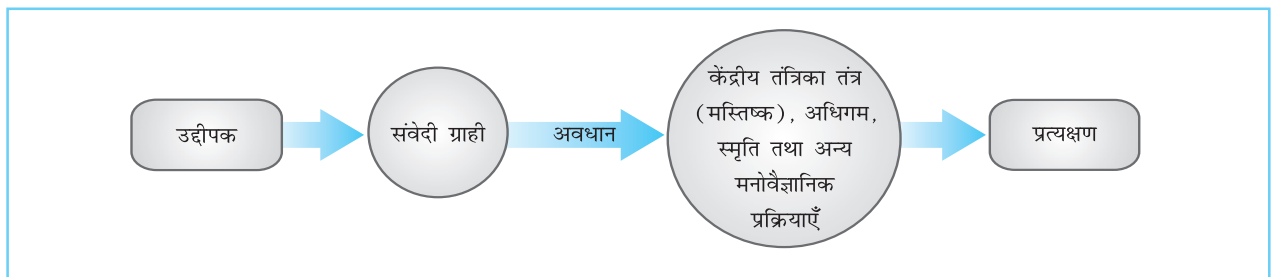 उद्दीपक
संवेदी ग्राही
अवधान
केंद्रीय तंत्रिका तंत्र
(मस्तिष्क), अधिगम,
स्मृति तथा अन्य
मनोवैज्ञानिक
प्रक्रियाएँ
प्रत्यक्षण